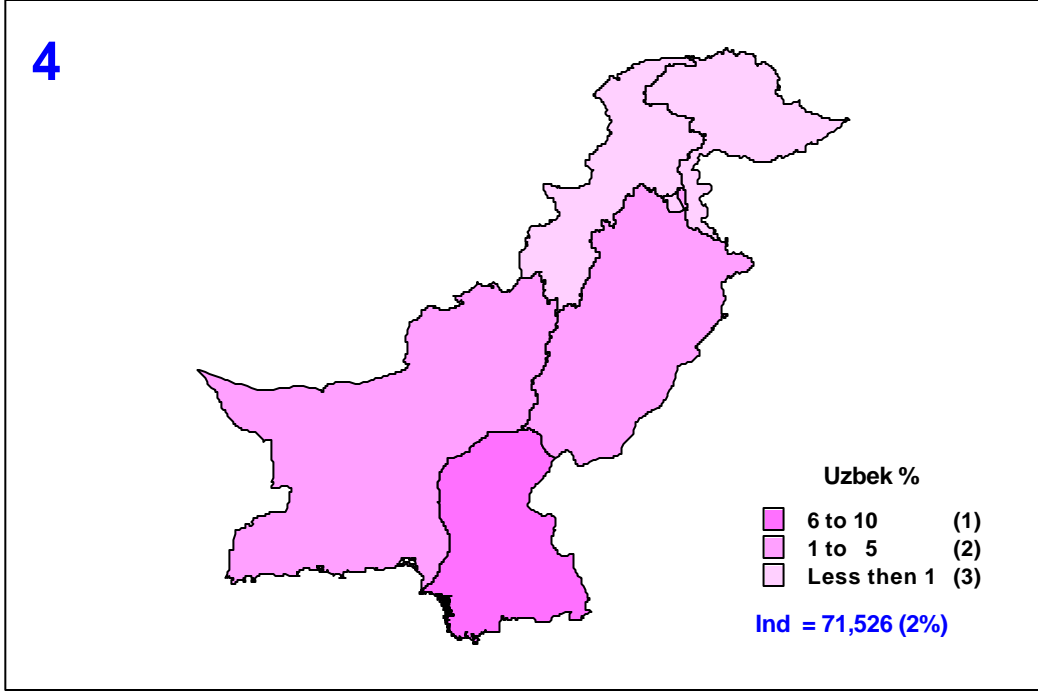 4
Uzbek %
6 to 10 (1)
1 to 5 (2)
Less then 1 (3)
Ind = 71,526 (2%)